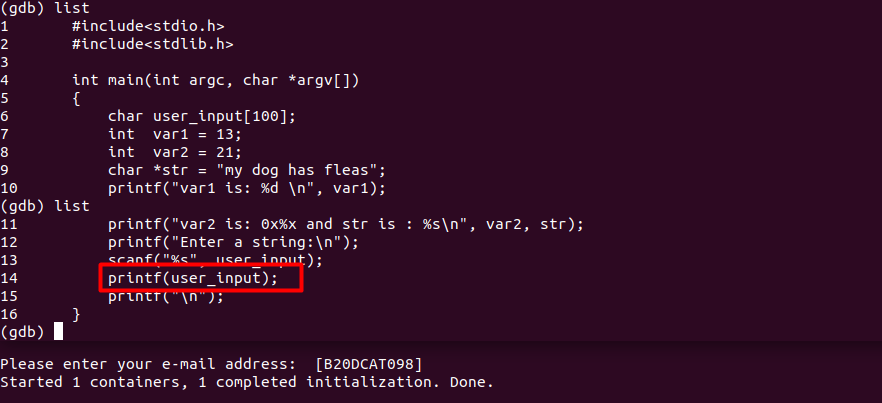 (gdb) list
1 #include<stdio.h>
2 #include<stdlib.h>
3
4 int main(int argc, char *argv[])
5 {
6 char user_input[100];
7 int  var1 = 13;
8 int  var2 = 21;
9 char *str = "my dog has fleas";
10 printf("var1 is: %d \n", var1);
(gdb) list
11 printf("var2 is: 0x%x and str is : %s\n", var2, str);
12 printf("Enter a string:\n");
13 scanf("%s", user_input);
14 printf(user_input);
15 printf("\n");
16 }
(gdb)
Please enter your e-mail address:  [B20DCAT098]
Started 1 containers, 1 completed initialization. Done.